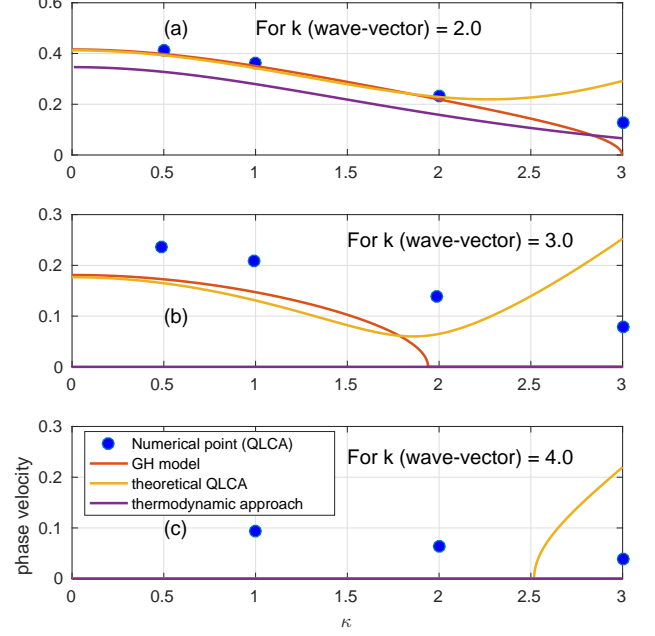 0.6
(a)
For k (wave-vector) = 2.0
0.4
0.2
0
0 0.5 1 1.5 2 2.5 3
0.3
For k (wave-vector) = 3.0
0.2
(b)
0.1
0
0 0.5 1 1.5 2 2.5 3
0.3
Numerical point (QLCA)
GH model
theoretical QLCA
thermodynamic approach
For k (wave-vector) = 4.0
0.2
0.1
(c)
0
phase velocity
0 0.5 1 1.5 2 2.5 3
κ